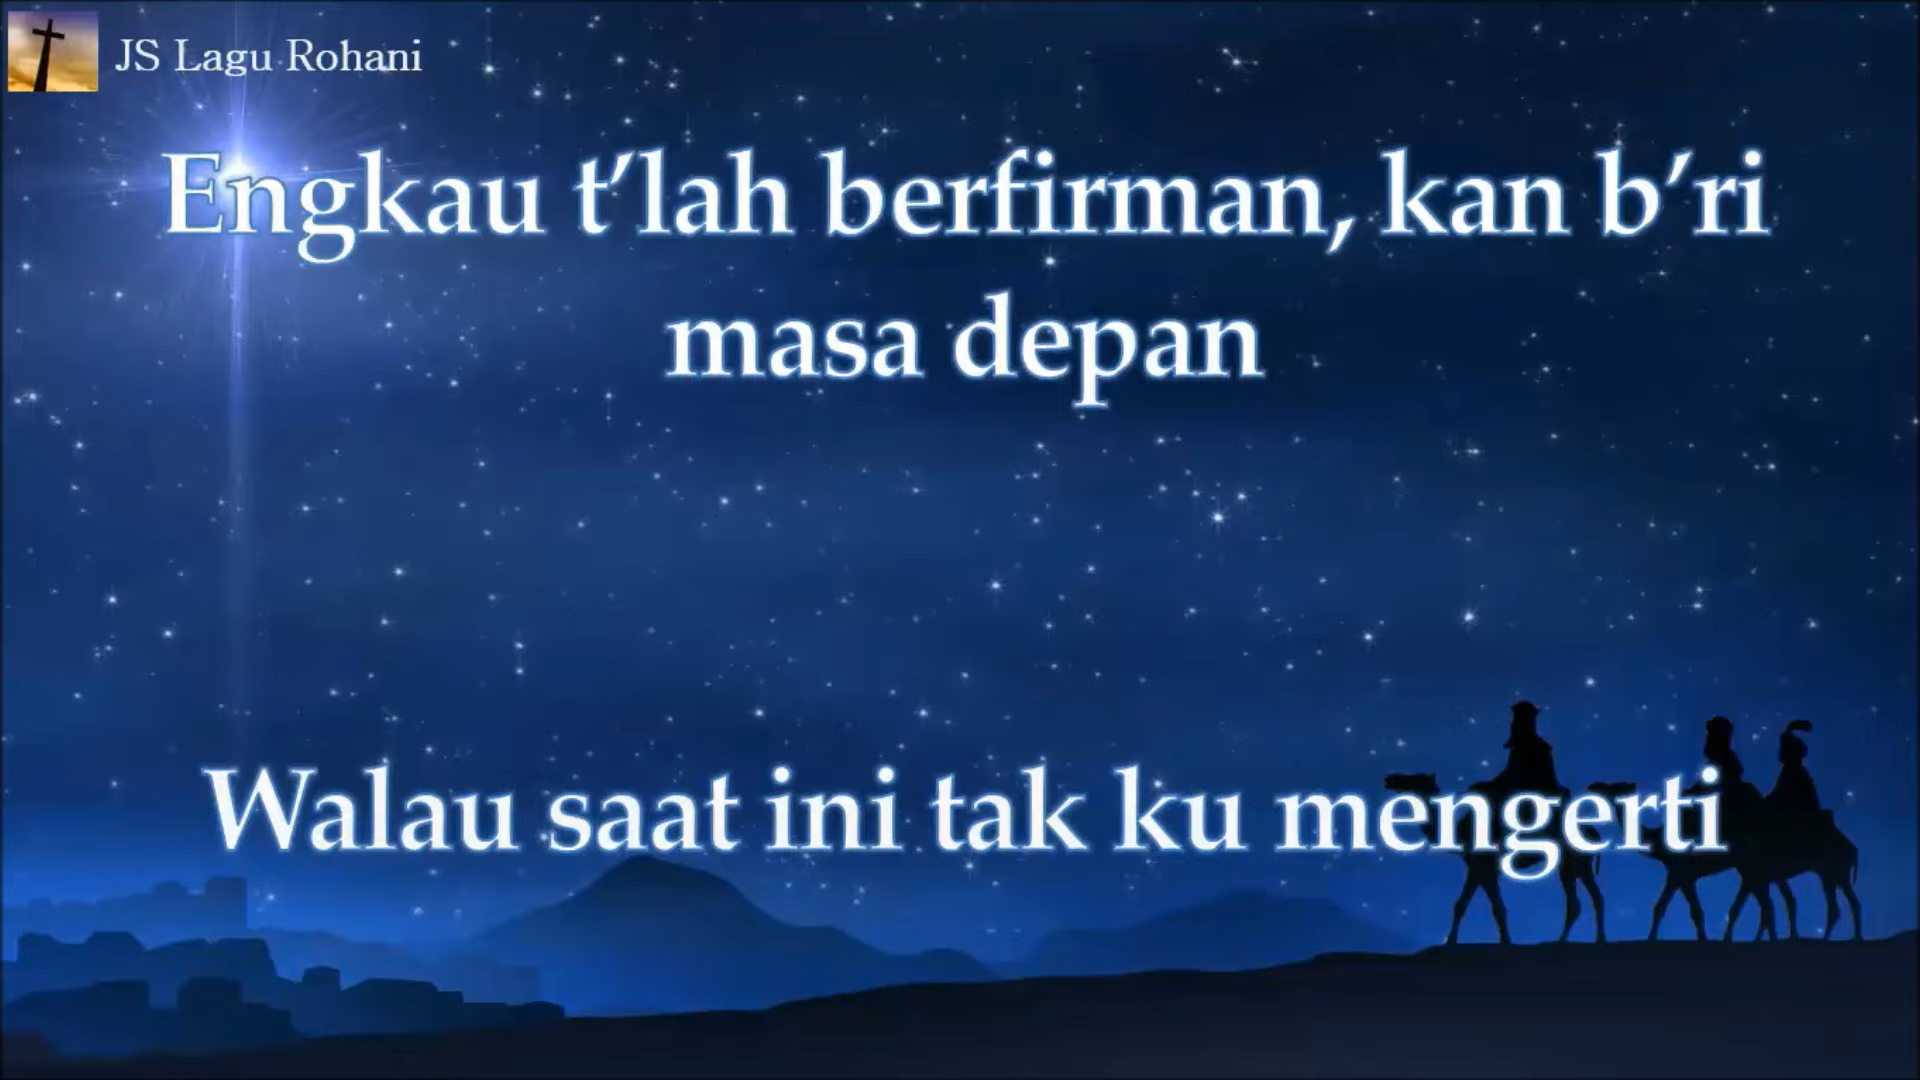 JS Lagu Rohani
Engkau t’lah berfirman, kan b’ri
masa depan
Walau saat ini tak ku mengerti